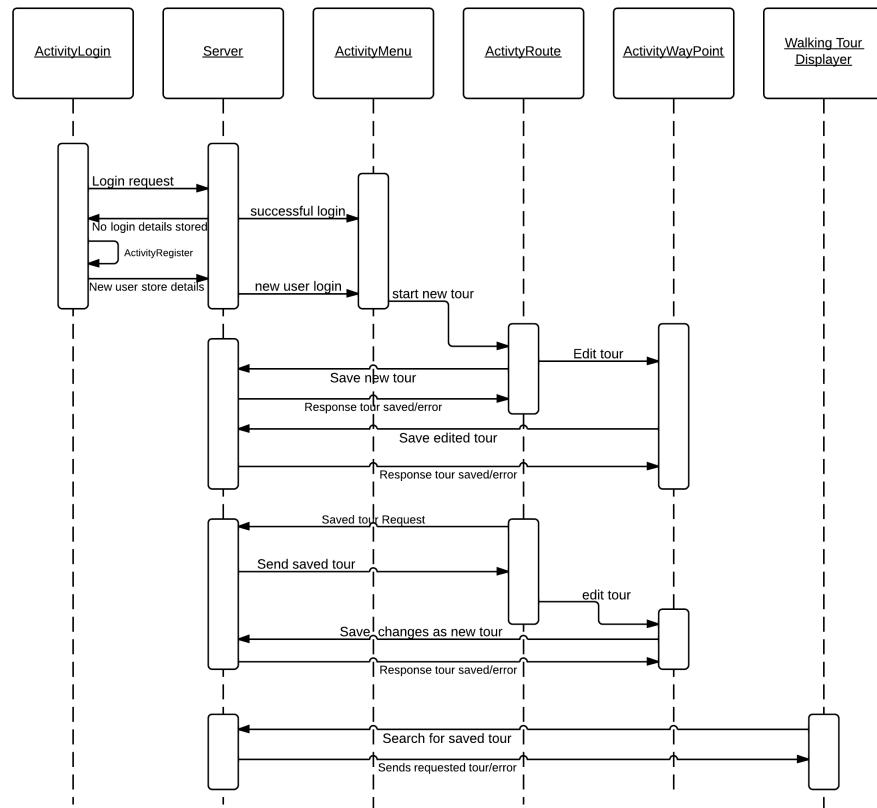 ActivityLogin
Server
ActivityMenu
ActivtyRoute
ActivityWayPoint
Walking Tour
Displayer
Login request
successful login
No login details stored
ActivityRegister
New user store details
new user login
start new tour
Edit tour
Save new tour
Response tour saved/error
Save edited tour
Response tour saved/error
Saved tour Request
Send saved tour
edit tour
Save changes as new tour
Response tour saved/error
Search for saved tour
Sends requested tour/error